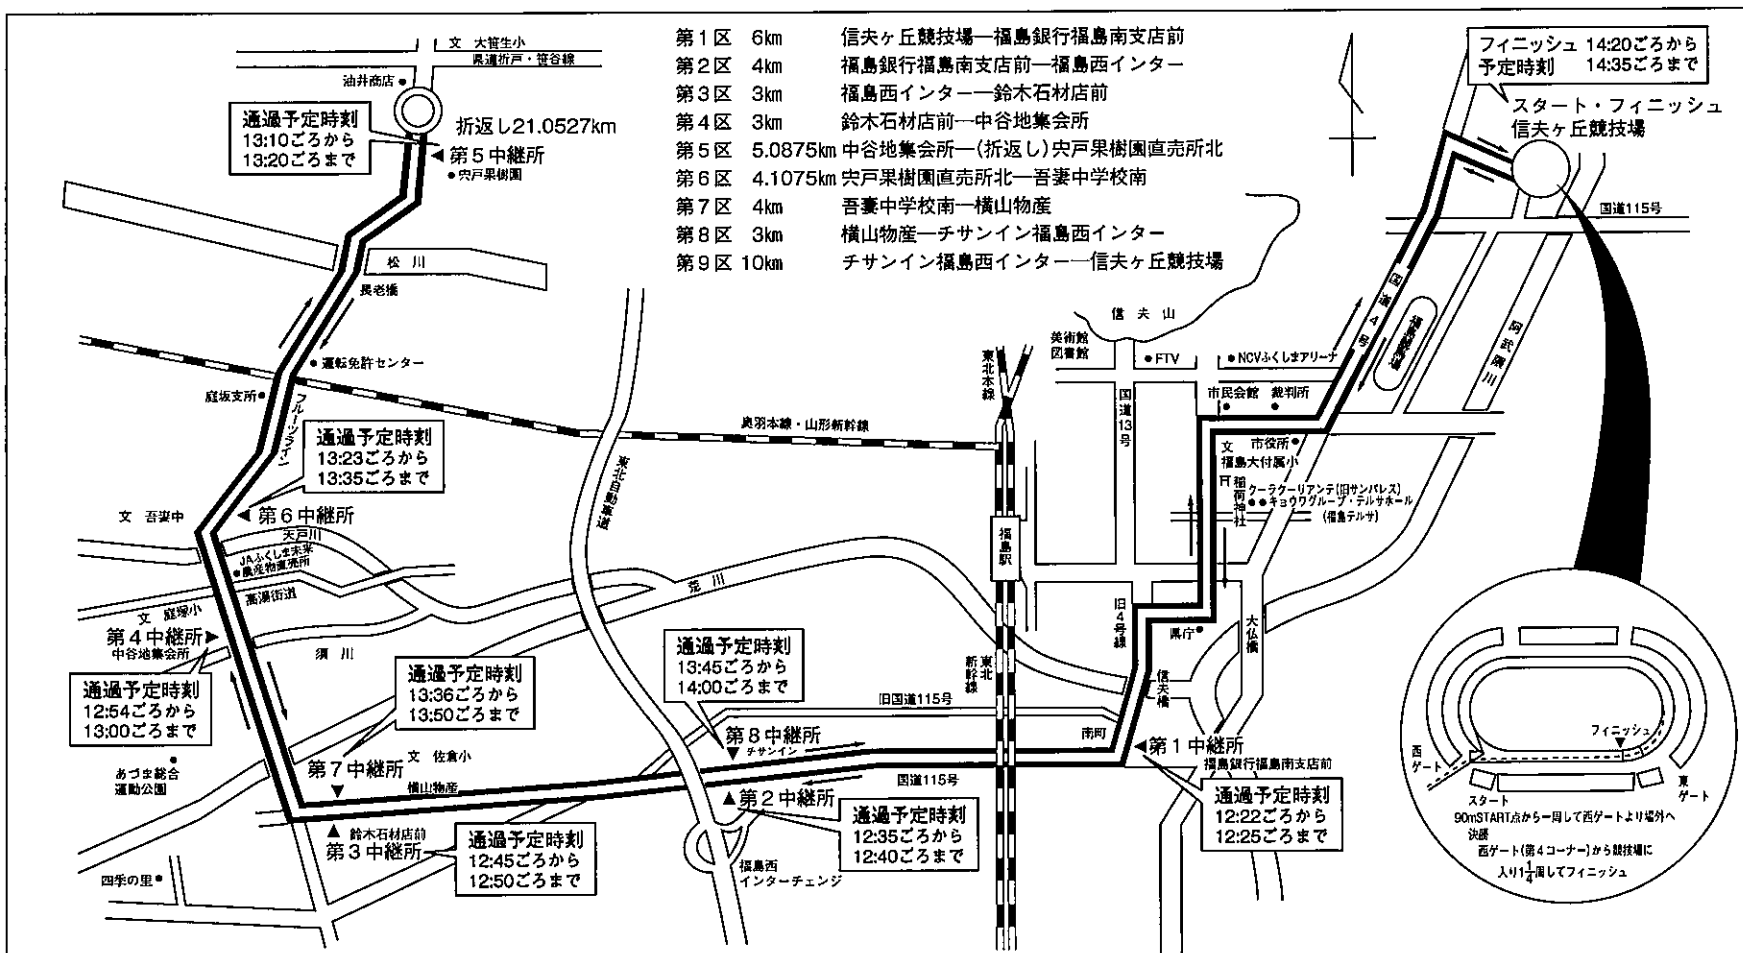 第1区 6km 信夫ヶ丘競技場―福島銀行福島南支店前
第2区 4km 福島銀行福島南支店前―福島西インター
第3区 3km 福島西インター―鈴木石材店前
第4区 3km 鈴木石材店前―中谷地集会所
第5区 5.0875km 中谷地集会所―(折返し)宍戸果樹園直売所北
第6区 4.1075km 宍戸果樹園直売所北―吾妻中学校南
第7区 4km 吾妻中学校南―横山物産
第8区 3km 横山物産―チサンイン福島西インター
第9区 10km チサンイン福島西インター―信夫ヶ丘競技場
フィニッシュ 14:20ごろから
予定時刻 14:35ごろまで
スタート・フィニッシュ
信夫ヶ丘競技場
文 大笹生小
県道折戸・笹谷線
油井商店
通過予定時刻
13:10ごろから
13:20ごろまで
折返し21.0527km
第5中継所
宍戸果樹園
国道115号
松川
長老橋
国道4号
福島競馬場
阿武隈川
信夫山
美術館
図書館
FTV
NCVふくしまアリーナ
東北本線
運転免許センター
庭坂支所
フルーツライン
国道13号
市民会館
裁判所
奥羽本線・山形新幹線
通過予定時刻
13:23ごろから
13:35ごろまで
東北自動車道
市役所
文
福島大付属小
稲荷神社
クーラクーリアンテ(旧サンパレス)
キョウワグループ・テルサホール
(福島テルサ)
文 吾妻中
第6中継所
天戸川
JAふくしま未来
農産物直売所
福島駅
荒川
高湯街道
文 庭塚小
第4中継所
中谷地集会所
須川
旧4号線
県庁
大仏橋
通過予定時刻
13:45ごろから
14:00ごろまで
通過予定時刻
13:36ごろから
13:50ごろまで
東北
新幹線
信夫橋
通過予定時刻
12:54ごろから
13:00ごろまで
旧国道115号
南町
第8中継所
チサンイン
第1中継所
福島銀行福島南支店前
文 佐倉小
第7中継所
横山物産
国道115号
あづま総合
運動公園
第2中継所
通過予定時刻
12:22ごろから
12:25ごろまで
通過予定時刻
12:35ごろから
12:40ごろまで
鈴木石材店前
第3中継所
通過予定時刻
12:45ごろから
12:50ごろまで
福島西
インターチェンジ
四季の里
フィニッシュ
西ゲート
東ゲート
スタート
90mSTART点から一周して西ゲートより場外へ
決勝
西ゲート(第4コーナー)から競技場に
入り1 1/4周してフィニッシュ